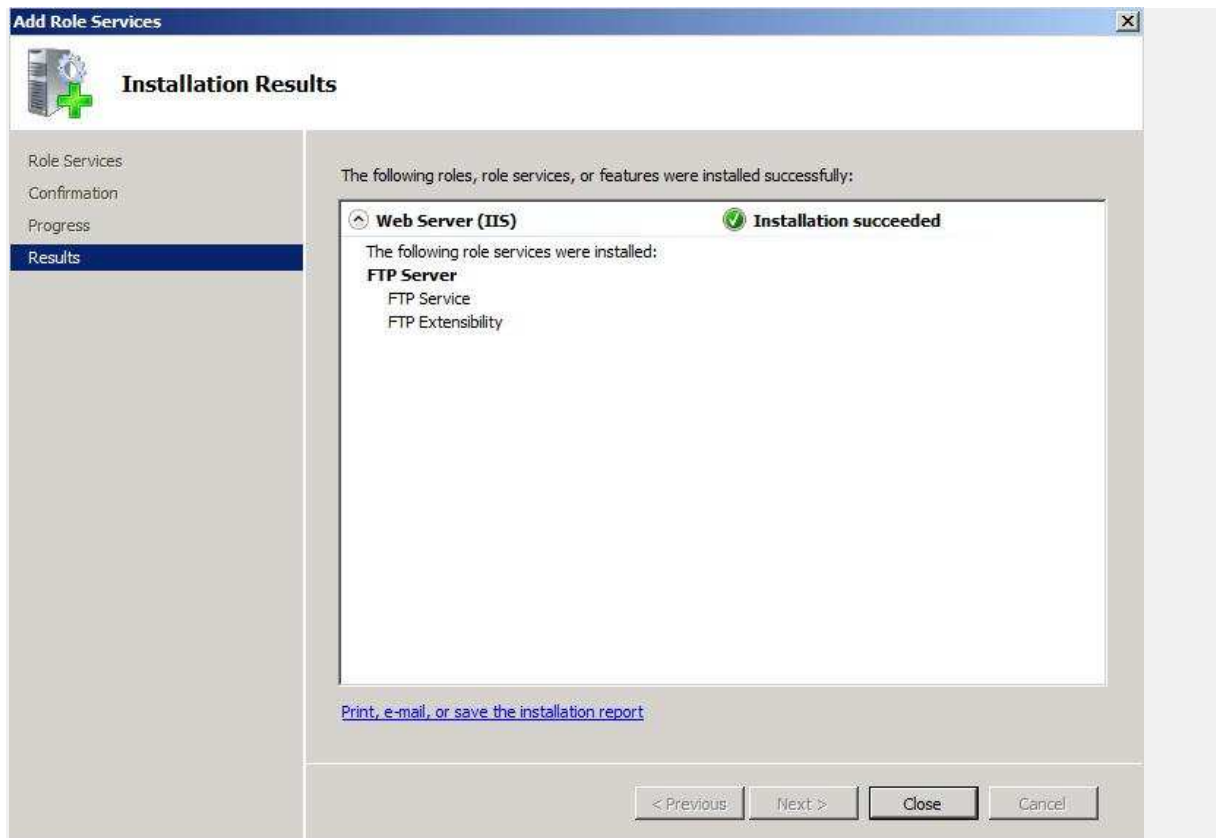 Add Role Services
Installation Results
Role Services
Confirmation
Progress
Results
The following roles, role services, or features were installed successfully:
Web Server (IIS) Installation succeeded
The following role services were installed:
FTP Server
FTP Service
FTP Extensibility
Print, e-mail, or save the installation report
< Previous Next > Close Cancel